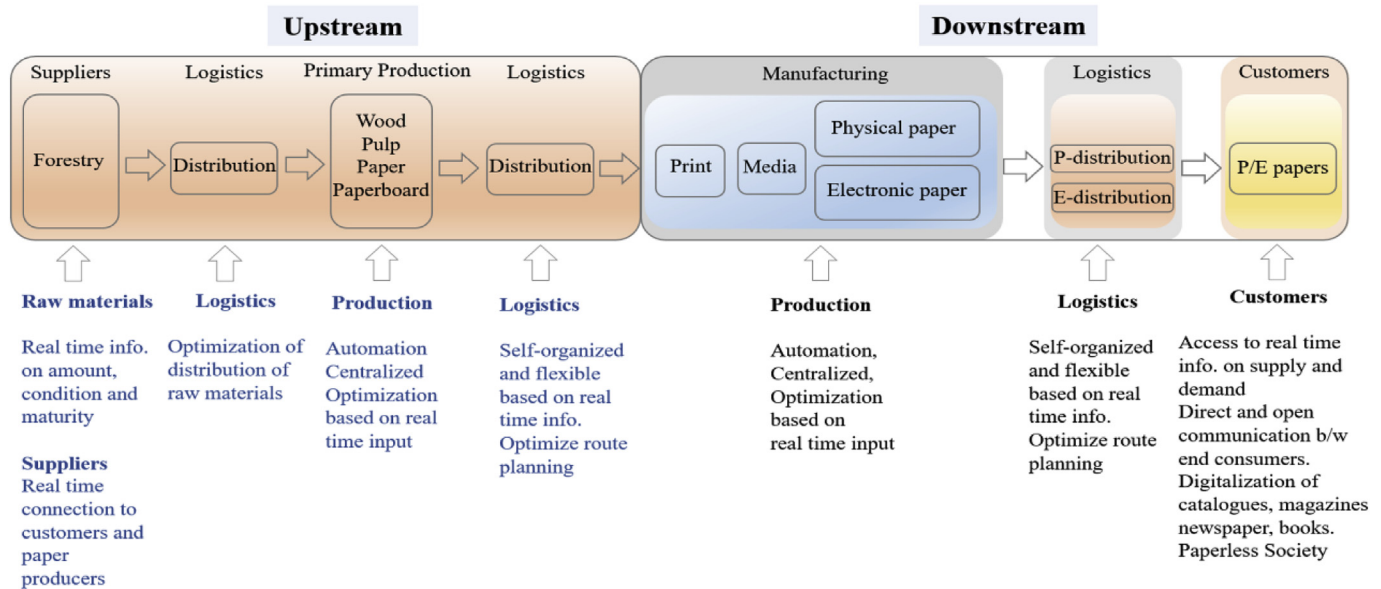 Upstream
Downstream
Suppliers
Logistics
Primary Production
Logistics
Manufacturing
Logistics
Customers
Forestry
Distribution
Wood
Pulp
Paper
Paperboard
Distribution
Print
Media
Physical paper
Electronic paper
P-distribution
E-distribution
P/E papers
Raw materials
Real time info.
on amount,
condition and
maturity
Suppliers
Real time
connection to
customers and
paper
producers
Logistics
Optimization of
distribution of
raw materials
Production
Automation
Centralized
Optimization
based on real
time input
Logistics
Self-organized
and flexible
based on real
time info.
Optimize route
planning
Production
Automation,
Centralized,
Optimization
based on
real time input
Logistics
Self-organized
and flexible
based on real
time info.
Optimize route
planning
Customers
Access to real time
info. on supply and
demand
Direct and open
communication b/w
end consumers.
Digitalization of
catalogues, magazines
newspaper, books.
Paperless Society